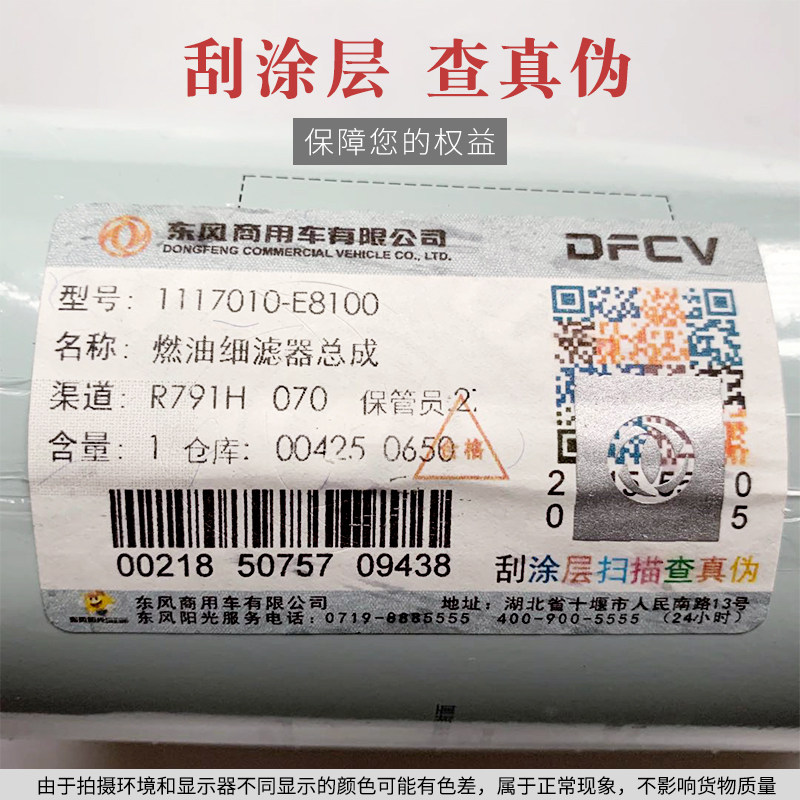 刮涂层 查真伪
保障您的权益
东风商用车有限公司
DONGFENG COMMERCIAL VEHICLE CO., LTD.
DFCV
型号: 1117010-E8100
名称: 燃油细滤器总成
渠道: R791H 070 保管员:2
含量: 1 仓库: 00425 0650
合格
00218 50757 09438
2 0
0 5
刮涂层扫描查真伪
东风商用车有限公司 地址: 湖北省十堰市人民南路13号
东风阳光服务电话: 0719-8885555 400-900-5555 (24小时)
由于拍摄环境和显示器不同显示的颜色可能有色差，属于正常现象，不影响货物质量